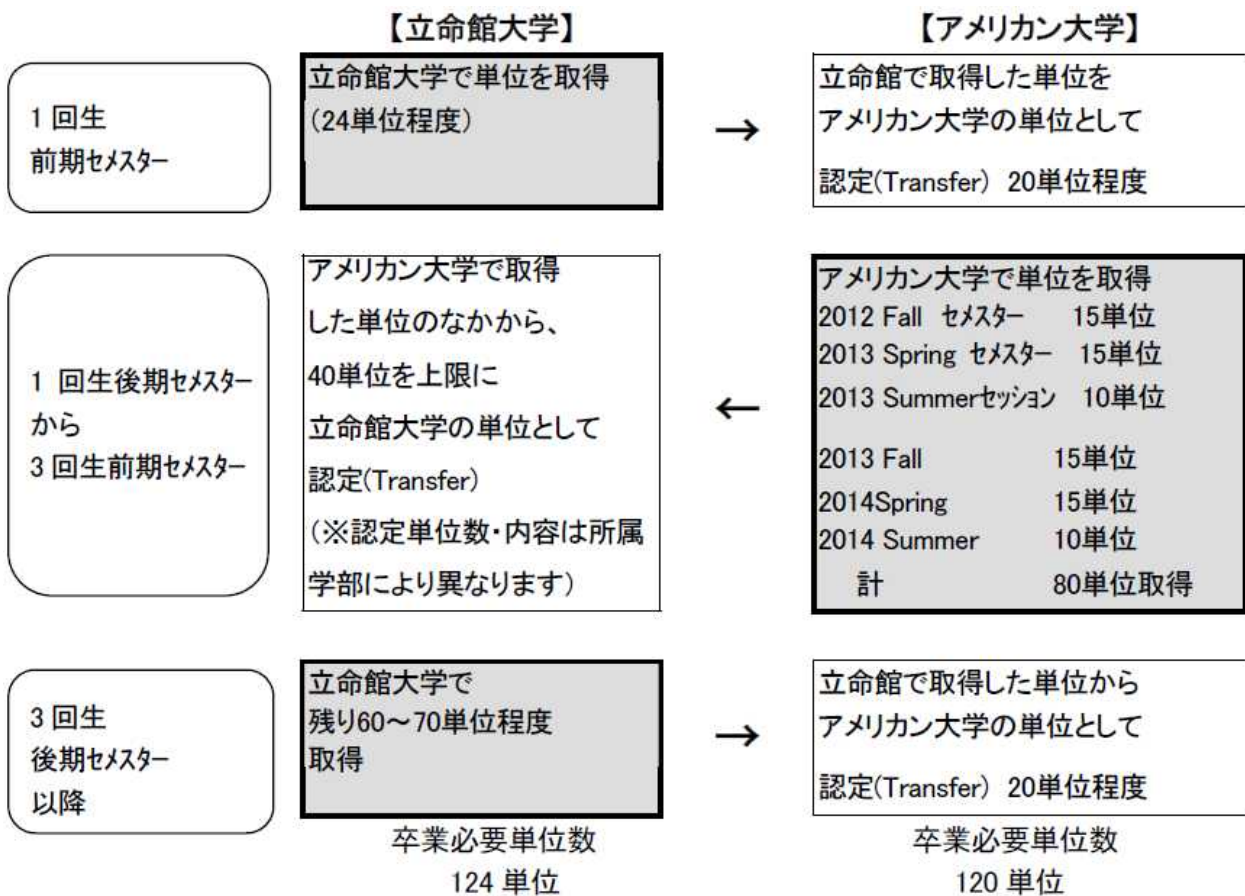 【立命館大学】
【アメリカン大学】
1 回生
前期セメスター
立命館大学で単位を取得
(24単位程度)
→
立命館で取得した単位を
アメリカン大学の単位として
認定(Transfer) 20単位程度
1 回生後期セメスター
から
3 回生前期セメスター
アメリカン大学で取得
した単位のなかから、
40単位を上限に
立命館大学の単位として
認定(Transfer)
(※認定単位数・内容は所属
学部により異なります)
←
アメリカン大学で単位を取得
2012 Fall セメスター 15単位
2013 Spring セメスター 15単位
2013 Summerセッション 10単位
2013 Fall 15単位
2014Spring 15単位
2014 Summer 10単位
計 80単位取得
3 回生
後期セメスター
以降
立命館大学で
残り60～70単位程度
取得
→
立命館で取得した単位から
アメリカン大学の単位として
認定(Transfer) 20単位程度
卒業必要単位数
124 単位
卒業必要単位数
120 単位